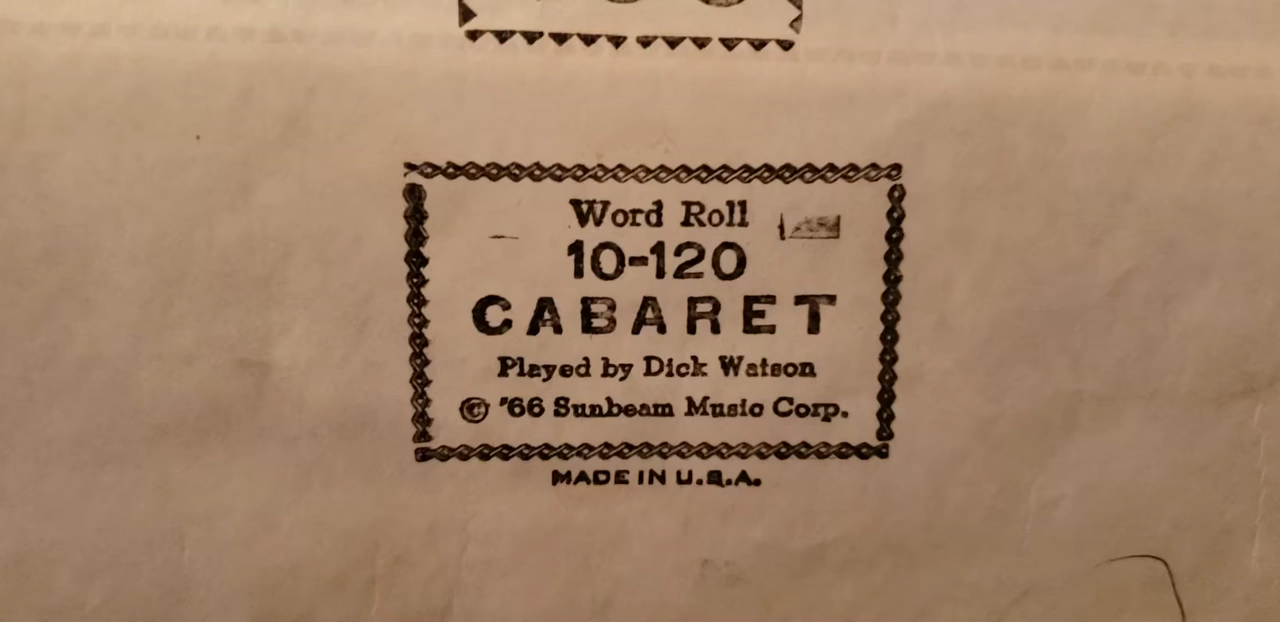 Word Roll
10-120
CABARET
Played by Dick Watson
© '66 Sunbeam Music Corp.
MADE IN U.S.A.